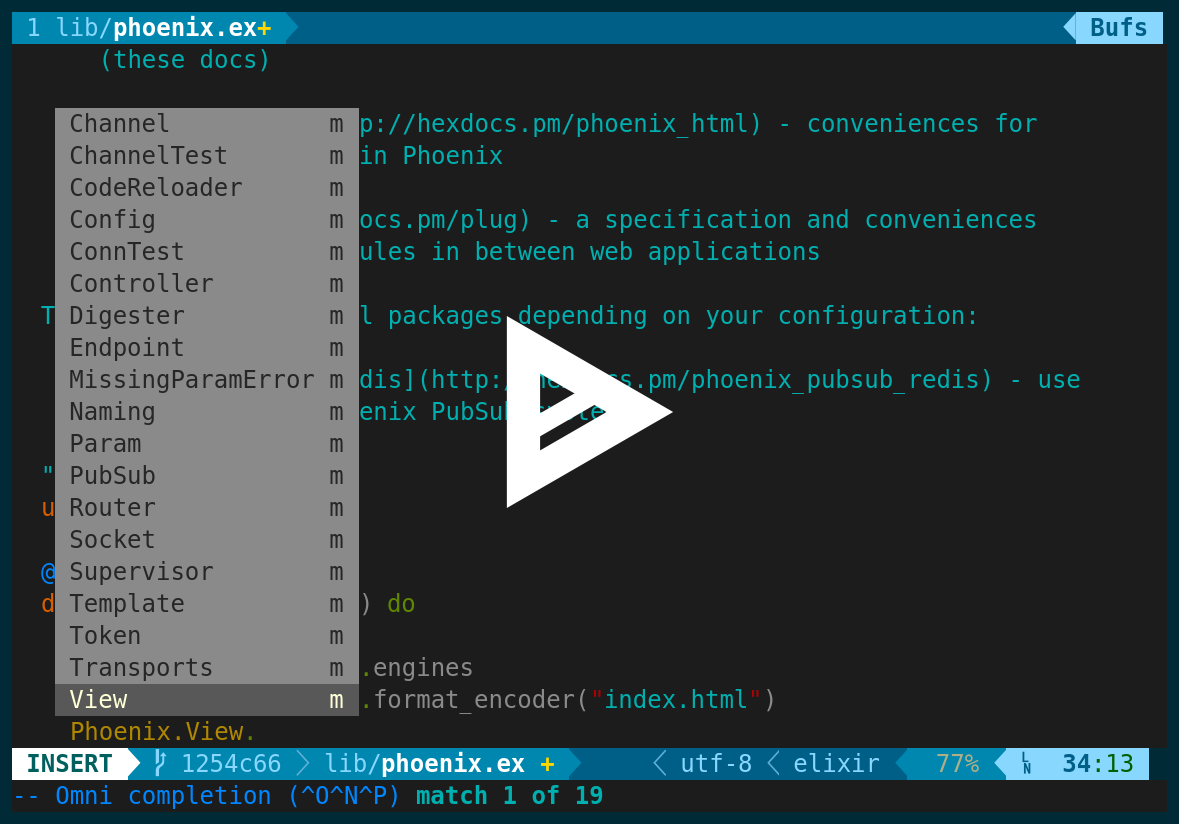 1 lib/phoenix.ex+ Bufs
(these docs)
Channel m p://hexdocs.pm/phoenix_html) - conveniences for
ChannelTest m in Phoenix
CodeReloader m
Config m ocs.pm/plug) - a specification and conveniences
ConnTest m ules in between web applications
Controller m
T Digester m l packages depending on your configuration:
Endpoint m
MissingParamError m dis](http:/ .pm/phoenix_pubsub_redis) - use
Naming m enix PubSub
Param m
" PubSub m
u Router m
Socket m
@ Supervisor m
d Template m ) do
Token m
Transports m .engines
View m .format_encoder("index.html")
Phoenix.View.
INSERT 1254c66 lib/phoenix.ex + utf-8 elixir 77% LN 34:13
-- Omni completion (^O^N^P) match 1 of 19